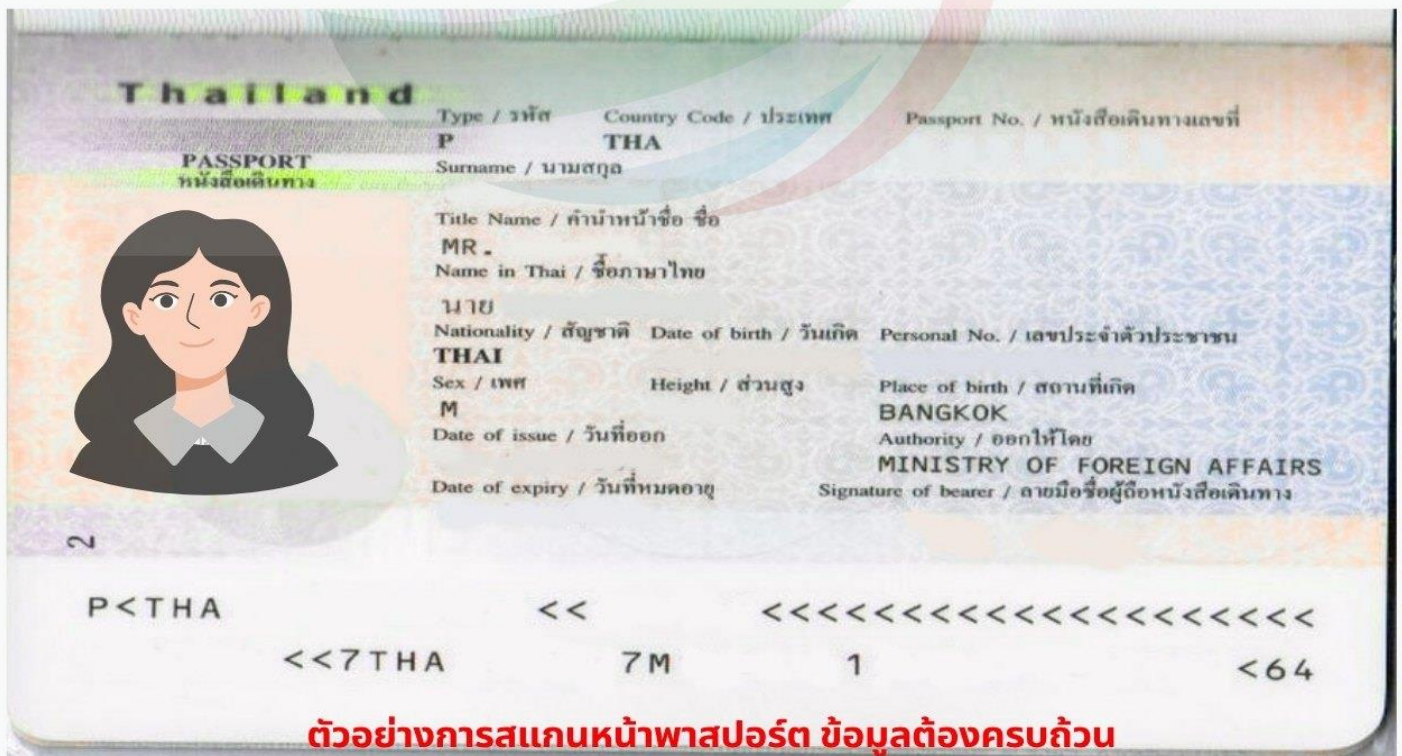 Thailand
Type / รหัส Country Code / ประเทศ Passport No. / หนังสือเดินทางเลขที่
P THA
PASSPORT
หนังสือเดินทาง
Surname / นามสกุล
Title Name / คำนำหน้าชื่อ ชื่อ
MR.
Name in Thai / ชื่อภาษาไทย
นาย
Nationality / สัญชาติ Date of birth / วันเกิด Personal No. / เลขประจำตัวประชาชน
THAI
Sex / เพศ Height / ส่วนสูง Place of birth / สถานที่เกิด
M BANGKOK
Date of issue / วันที่ออก Authority / ออกให้โดย
MINISTRY OF FOREIGN AFFAIRS
Date of expiry / วันที่หมดอายุ Signature of bearer / ลายมือชื่อผู้ถือหนังสือเดินทาง
2
P<THA << <<<<<<<<<<<<<<<<<<<<
<<7THA 7M 1 <64
ตัวอย่างการสแกนหน้าพาสปอร์ต ข้อมูลต้องครบถ้วน